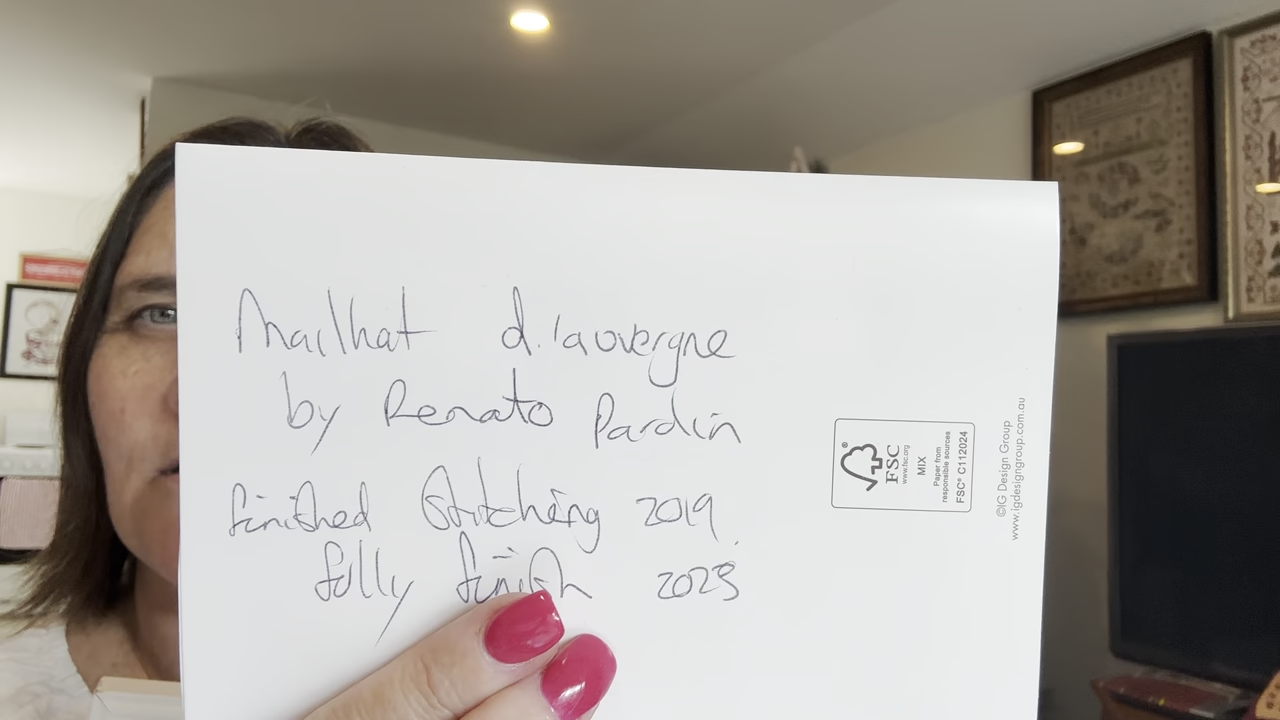 Mailhat d.'lauvergne
by Renato Pardin
finished Stitching 2019.
fully finish 2023
FSC
www.fsc.org
MIX
Paper from
responsible sources
FSC® C112024
©IG Design Group
www.igdesigngroup.com.au